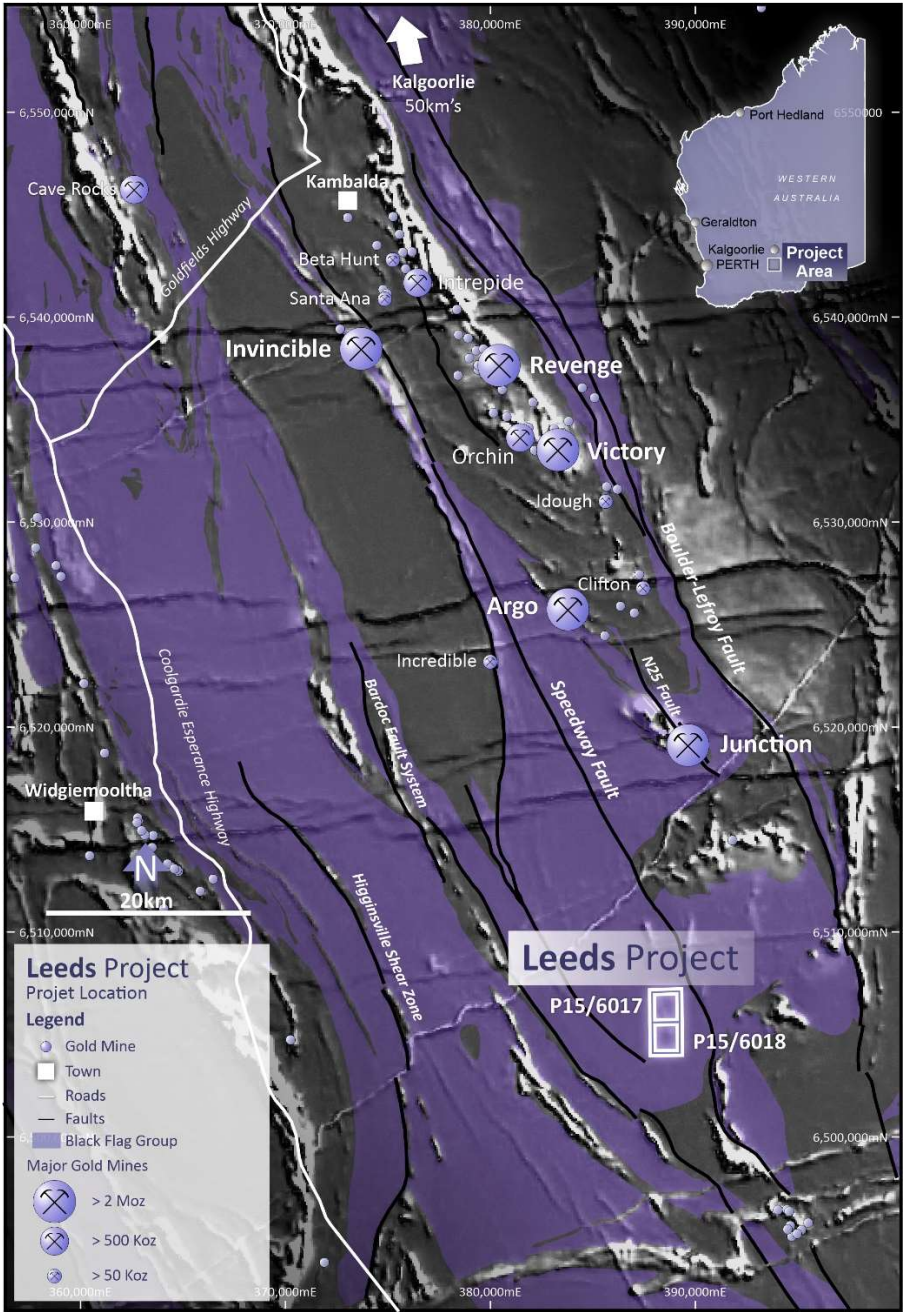 360,000mE
370,000mE
380,000mE
390,000mE
Kalgoorlie
50km's
6,550,000mN
6550000
Port Hedland
WESTERN
AUSTRALIA
Geraldton
Kalgoorlie
PERTH
Project
Area
Cave Rocks
Kambalda
Goldfields Highway
Beta Hunt
Intrepide
Santa Ana
6,540,000mN
6,540,000mN
Invincible
Revenge
Orchin
Victory
Idough
6,530,000mN
6,530,000mN
Boulder-Lefroy Fault
Clifton
Argo
Incredible
N25 Fault
Coolgardie Esperance Highway
Bardoc Fault System
Speedway Fault
6,520,000mN
6,520,000mN
Junction
Widgiemooltha
N
20km
Higginsville Shear Zone
6,510,000mN
6,510,000mN
Leeds Project
P15/6017
P15/6018
Leeds Project
Projet Location
Legend
Gold Mine
Town
Roads
Faults
Black Flag Group
Major Gold Mines
> 2 Moz
> 500 Koz
> 50 Koz
6,500,000mN
360,000mE
370,000mE
380,000mE
390,000mE